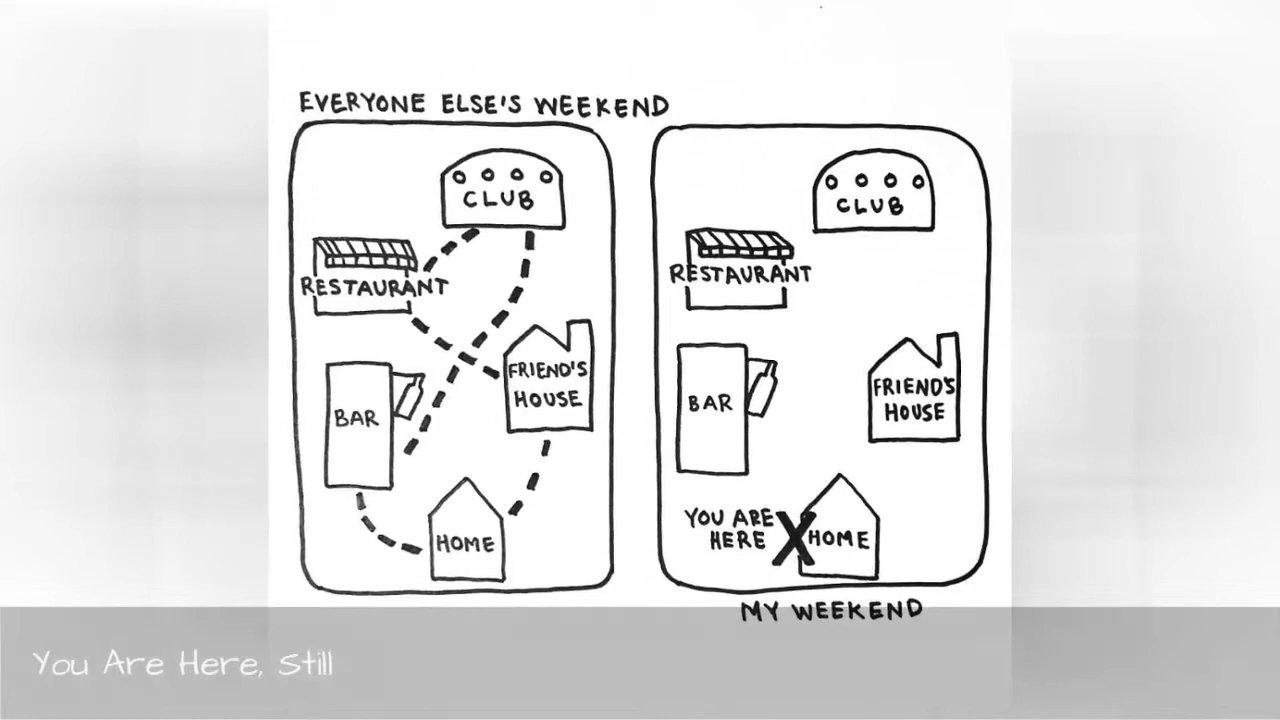 EVERYONE ELSE'S WEEKEND
CLUB
RESTAURANT
FRIEND'S
HOUSE
BAR
HOME
CLUB
RESTAURANT
FRIEND'S
HOUSE
BAR
YOU ARE
HERE
X
HOME
MY WEEKEND
You Are Here, Still